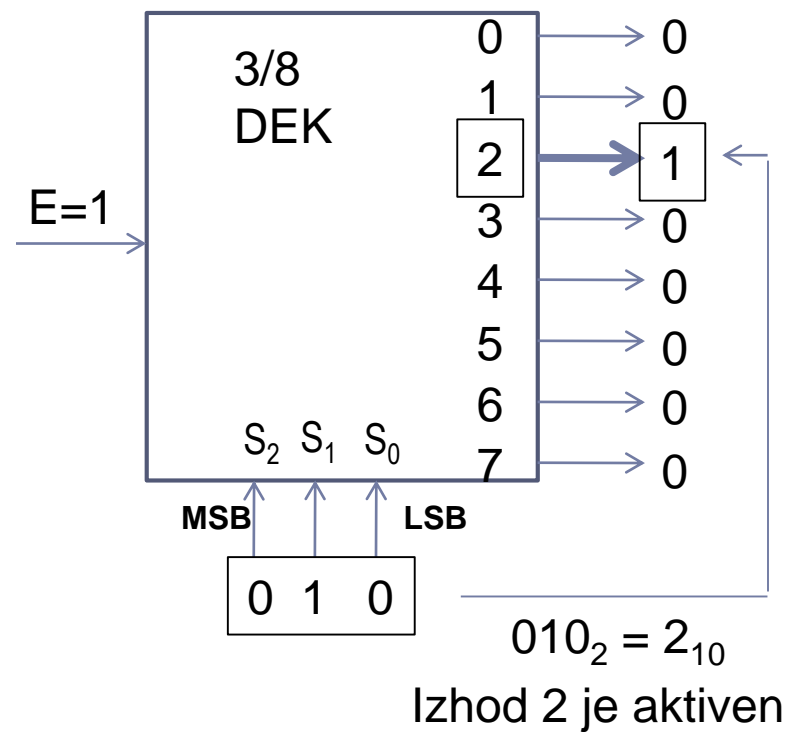 3/8
DEK
0 0
1 0
2 1
E=1
3 0
4 0
5 0
6 0
S₂ S₁ S₀
7 0
MSB LSB
0 1 0
010₂ = 2₁₀
Izhod 2 je aktiven